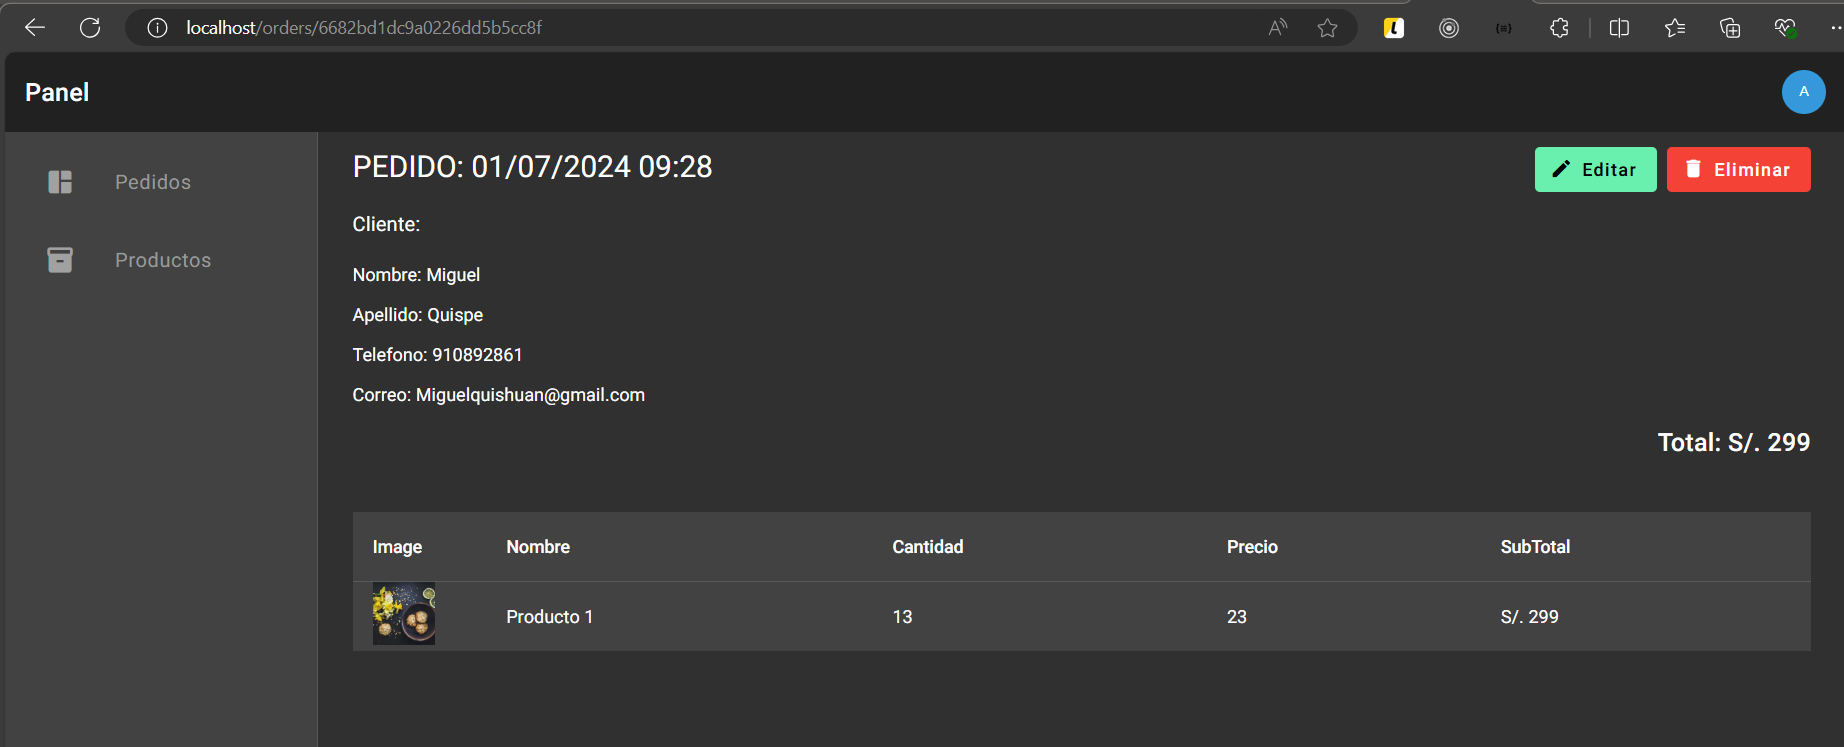 localhost/orders/6682bd1dc9a0226dd5b5cc8f
Panel
A
Pedidos
Productos
PEDIDO: 01/07/2024 09:28
Editar
Eliminar
Cliente:
Nombre: Miguel
Apellido: Quispe
Telefono: 910892861
Correo: Miguelquishuan@gmail.com
Total: S/. 299
Image Nombre Cantidad Precio SubTotal
Producto 1 13 23 S/. 299